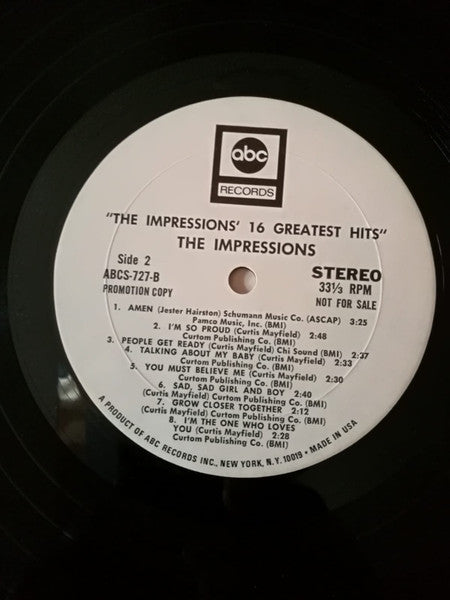 abc
RECORDS
"THE IMPRESSIONS' 16 GREATEST HITS"
THE IMPRESSIONS
Side 2
ABCS-727-B
PROMOTION COPY
STEREO
33⅓ RPM
NOT FOR SALE
1. AMEN (Jester Hairston) Schumann Music Co. (ASCAP) 3:25
Pamco Music, Inc. (BMI)
2. I'M SO PROUD (Curtis Mayfield) 2:48
Curtom Publishing Co. (BMI)
3. PEOPLE GET READY (Curtis Mayfield) Chi Sound (BMI) 2:37
4. TALKING ABOUT MY BABY (Curtis Mayfield) 2:33
Curtom Publishing Co. (BMI)
5. YOU MUST BELIEVE ME (Curtis Mayfield) 2:30
Curtom Publishing Co. (BMI)
6. SAD, SAD GIRL AND BOY 2:40
(Curtis Mayfield) Curtom Publishing Co. (BMI)
7. GROW CLOSER TOGETHER 2:12
(Curtis Mayfield) Curtom Publishing Co. (BMI)
8. I'M THE ONE WHO LOVES
YOU (Curtis Mayfield) 2:28
Curtom Publishing Co. (BMI)
A PRODUCT OF ABC RECORDS INC., NEW YORK, N.Y. 10019 • MADE IN USA